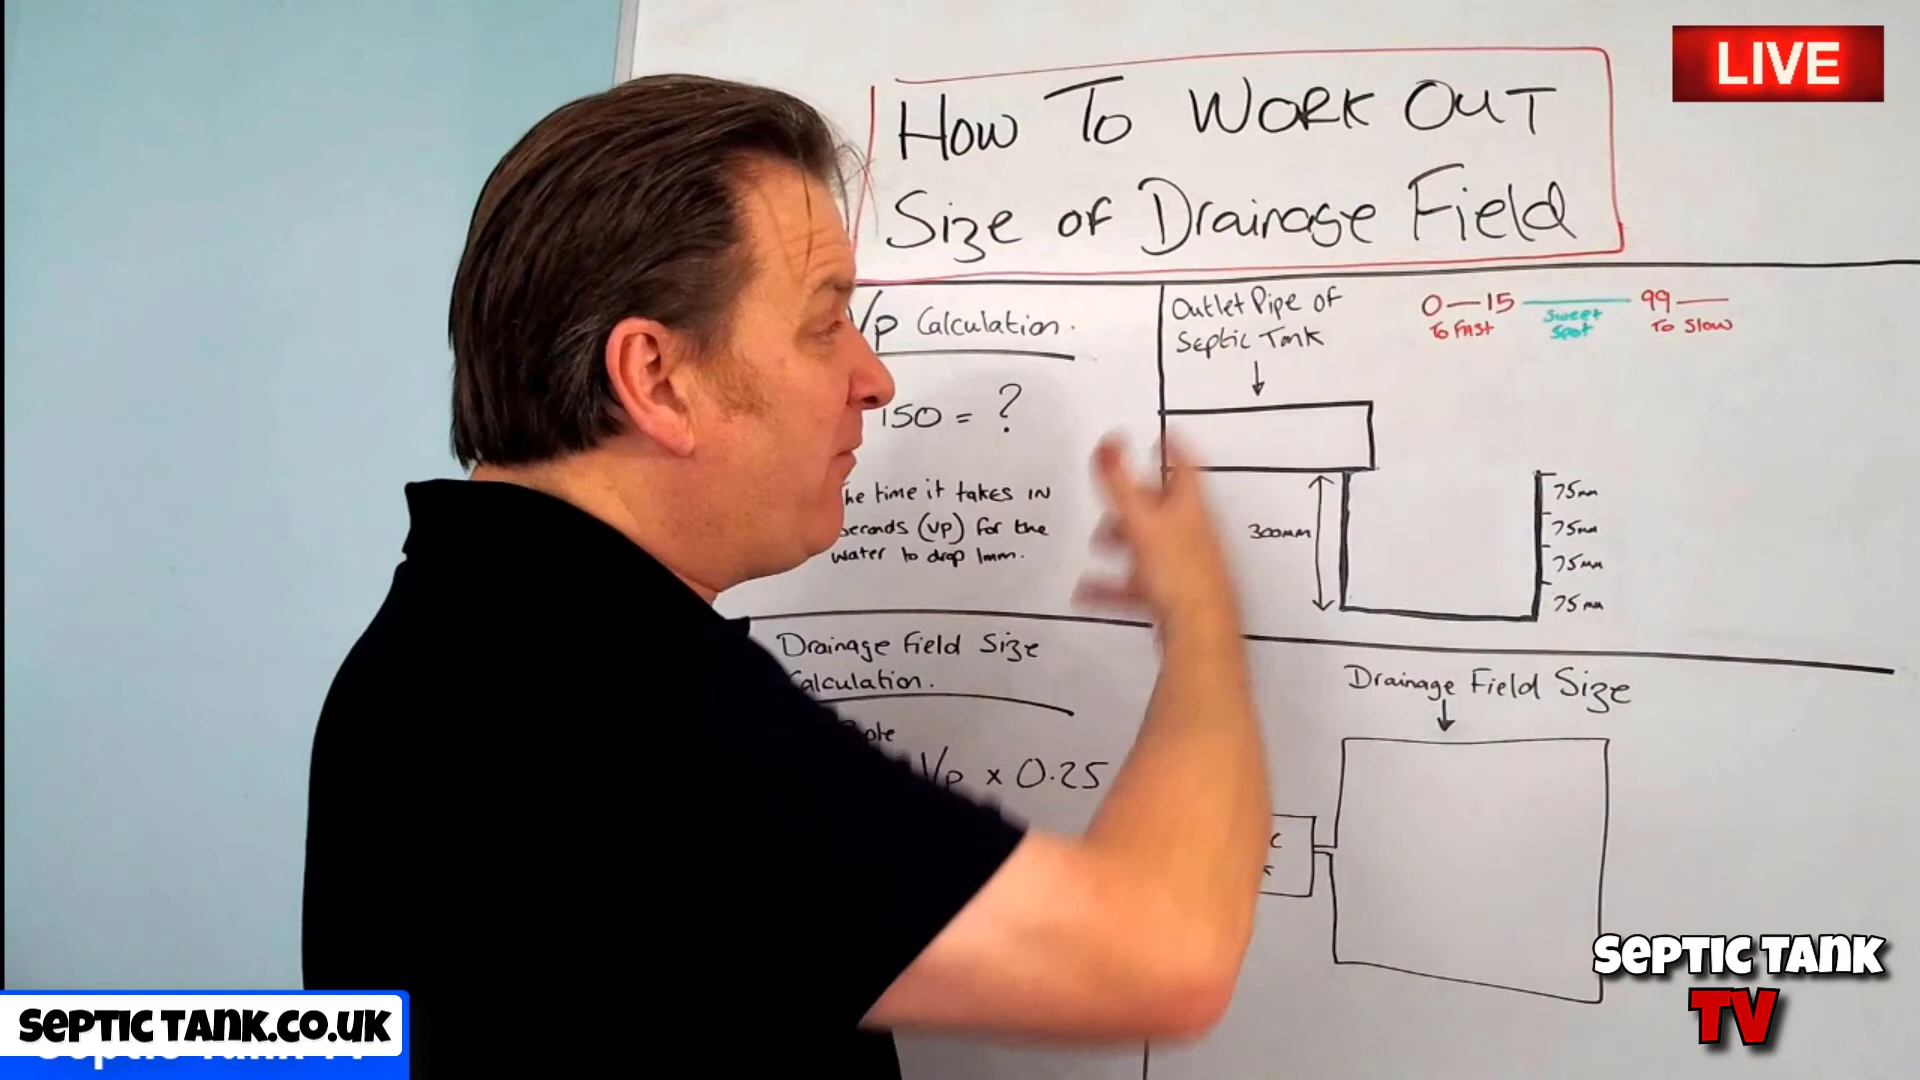 LIVE
How To WORK OUT
Size of Drainage Field
Vp Calculation.
150 = ?
he time it takes IN
econds (vp) for the
water to drop 1mm.
Outlet Pipe of
Septic Tank
0—15 99
To Fast Sweet To Slow
Spot
300mm
75mm
75mm
75mm
75mm
Drainage Field Size
alculation.
Vp x 0.25
Drainage Field Size
SEPTIC TANK
TV
SEPTIC TANK.CO.UK